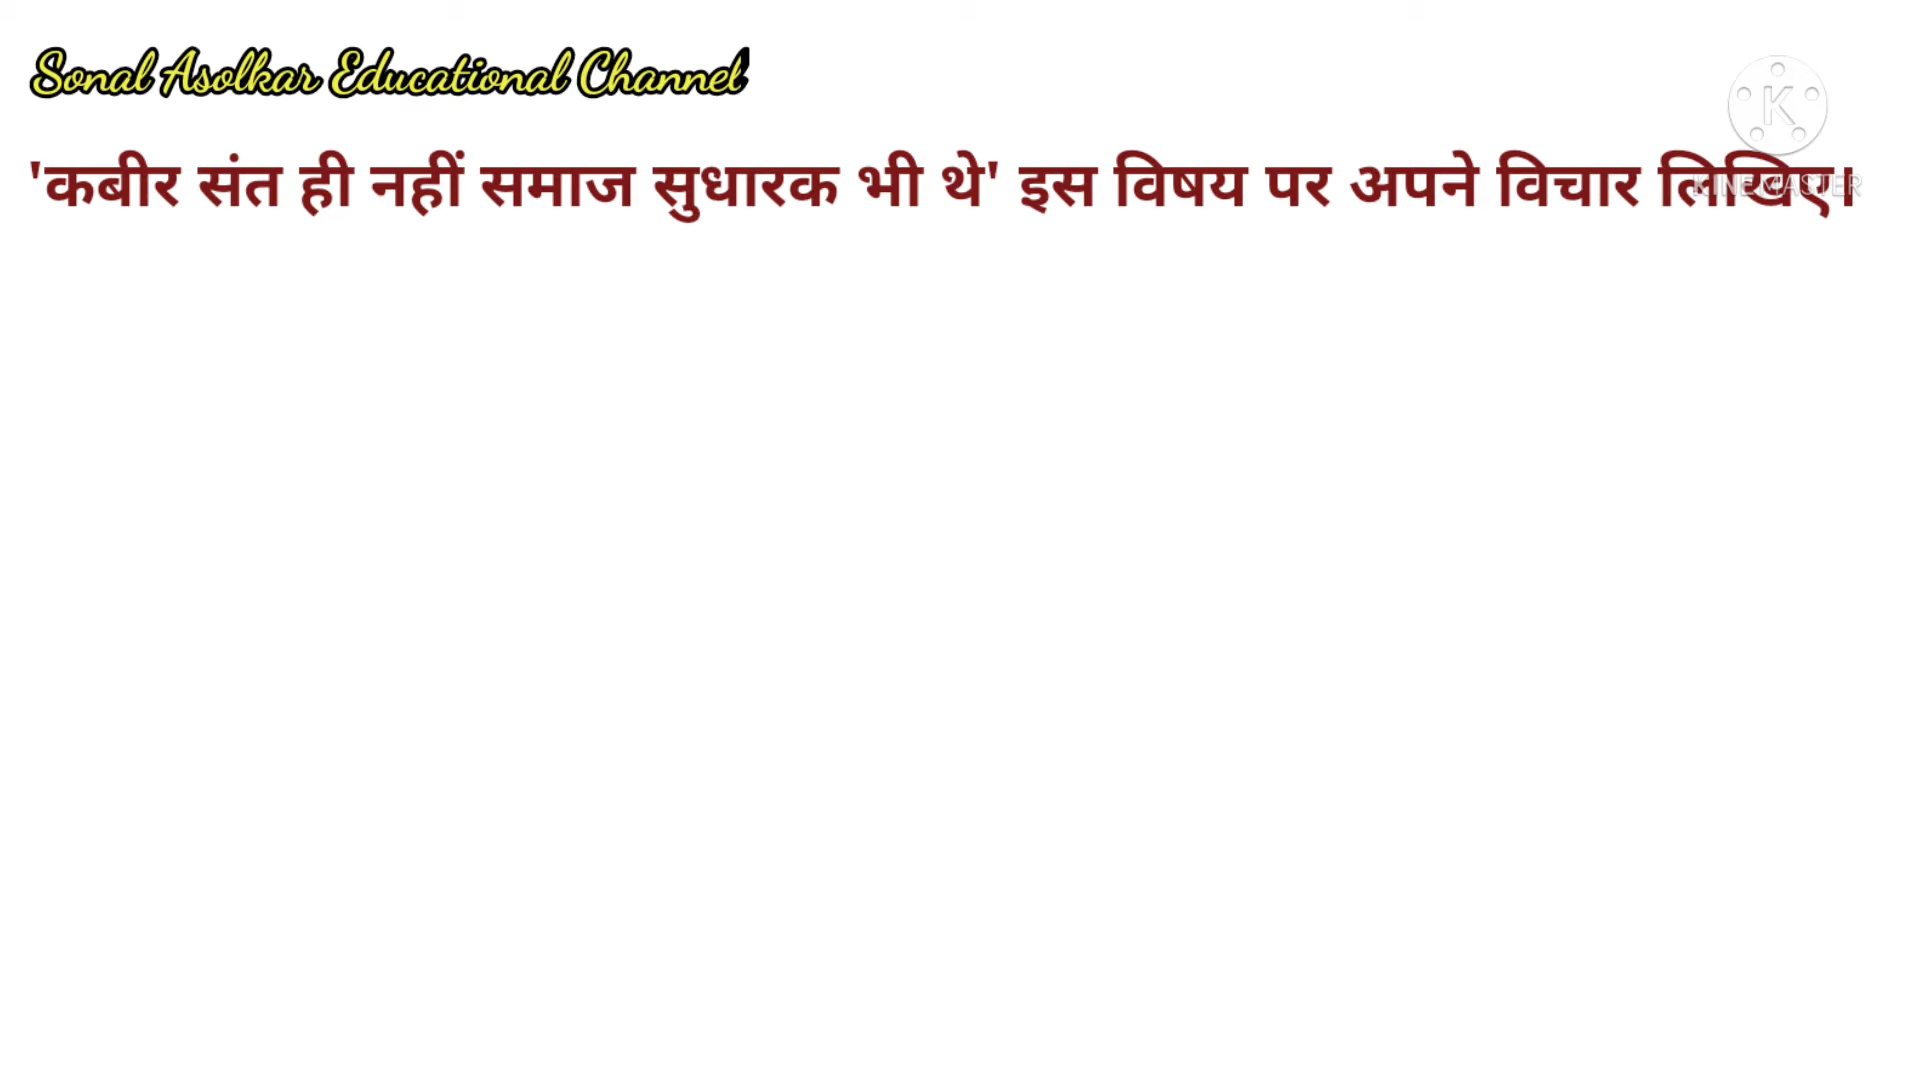 Sonal Asolkar Educational Channel
K
'कबीर संत ही नहीं समाज सुधारक भी थे' इस विषय पर अपने विचार लिखिए।
KINEMASTER